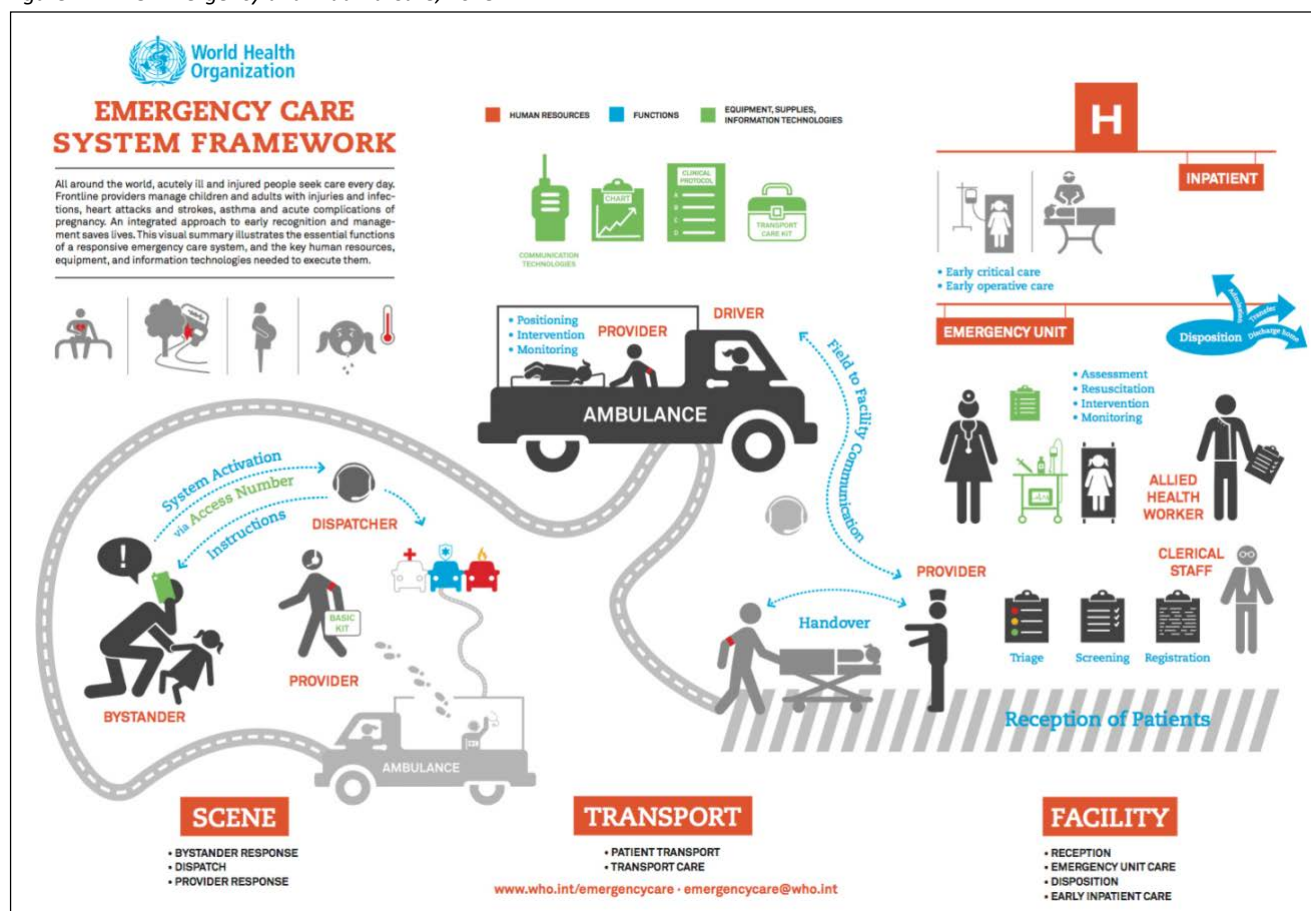 World Health
Organization
EMERGENCY CARE
SYSTEM FRAMEWORK
All around the world, acutely ill and injured people seek care every day.
Frontline providers manage children and adults with injuries and infec-
tions, heart attacks and strokes, asthma and acute complications of
pregnancy. An integrated approach to early recognition and manage-
ment saves lives. This visual summary illustrates the essential functions
of a responsive emergency care system, and the key human resources,
equipment, and information technologies needed to execute them.
HUMAN RESOURCES
FUNCTIONS
EQUIPMENT, SUPPLIES,
INFORMATION TECHNOLOGIES
COMMUNICATION
TECHNOLOGIES
CHART
CLINICAL
PROTOCOL
A
B
C
D
TRANSPORT
CARE KIT
System Activation
via Access Number
Instructions
DISPATCHER
!
BYSTANDER
BASIC
KIT
PROVIDER
AMBULANCE
• Positioning
• Intervention
• Monitoring
PROVIDER
DRIVER
AMBULANCE
Field to Facility Communication
Handover
PROVIDER
H
INPATIENT
• Early critical care
• Early operative care
EMERGENCY UNIT
Disposition
Admission
Transfer
Discharge home
• Assessment
• Resuscitation
• Intervention
• Monitoring
ALLIED
HEALTH
WORKER
CLERICAL
STAFF
Triage
Screening
Registration
Reception of Patients
SCENE
• BYSTANDER RESPONSE
• DISPATCH
• PROVIDER RESPONSE
TRANSPORT
• PATIENT TRANSPORT
• TRANSPORT CARE
www.who.int/emergencycare · emergencycare@who.int
FACILITY
• RECEPTION
• EMERGENCY UNIT CARE
• DISPOSITION
• EARLY INPATIENT CARE